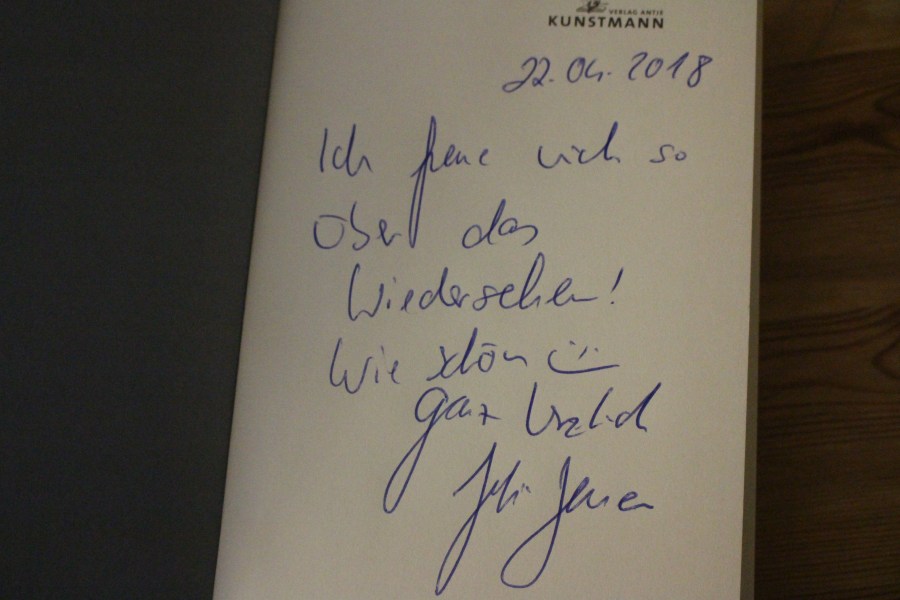 VERLAG ANTJE
KUNSTMANN
22.04.2018
Ich freue mich so
über das
Wiedersehen!
Wie schön
Ganz herzlich